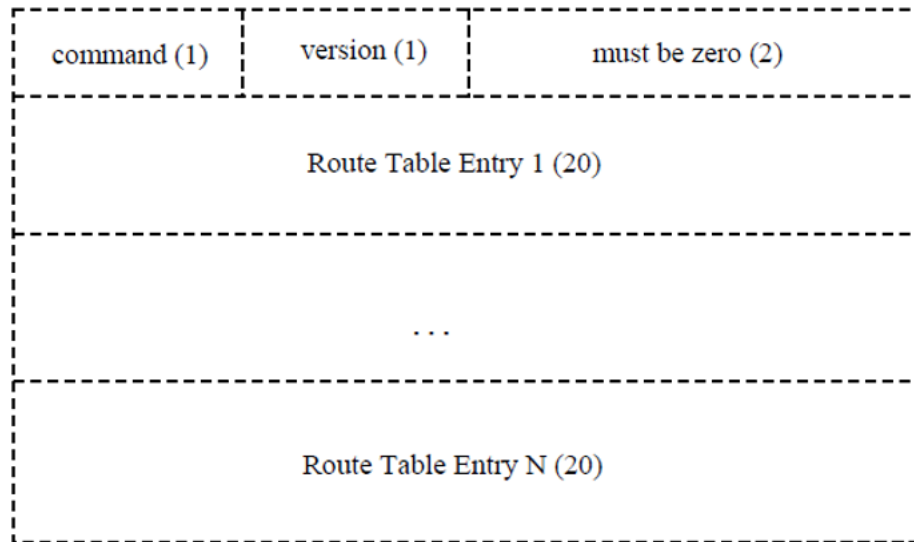 command (1) version (1) must be zero (2)
Route Table Entry 1 (20)
...
Route Table Entry N (20)